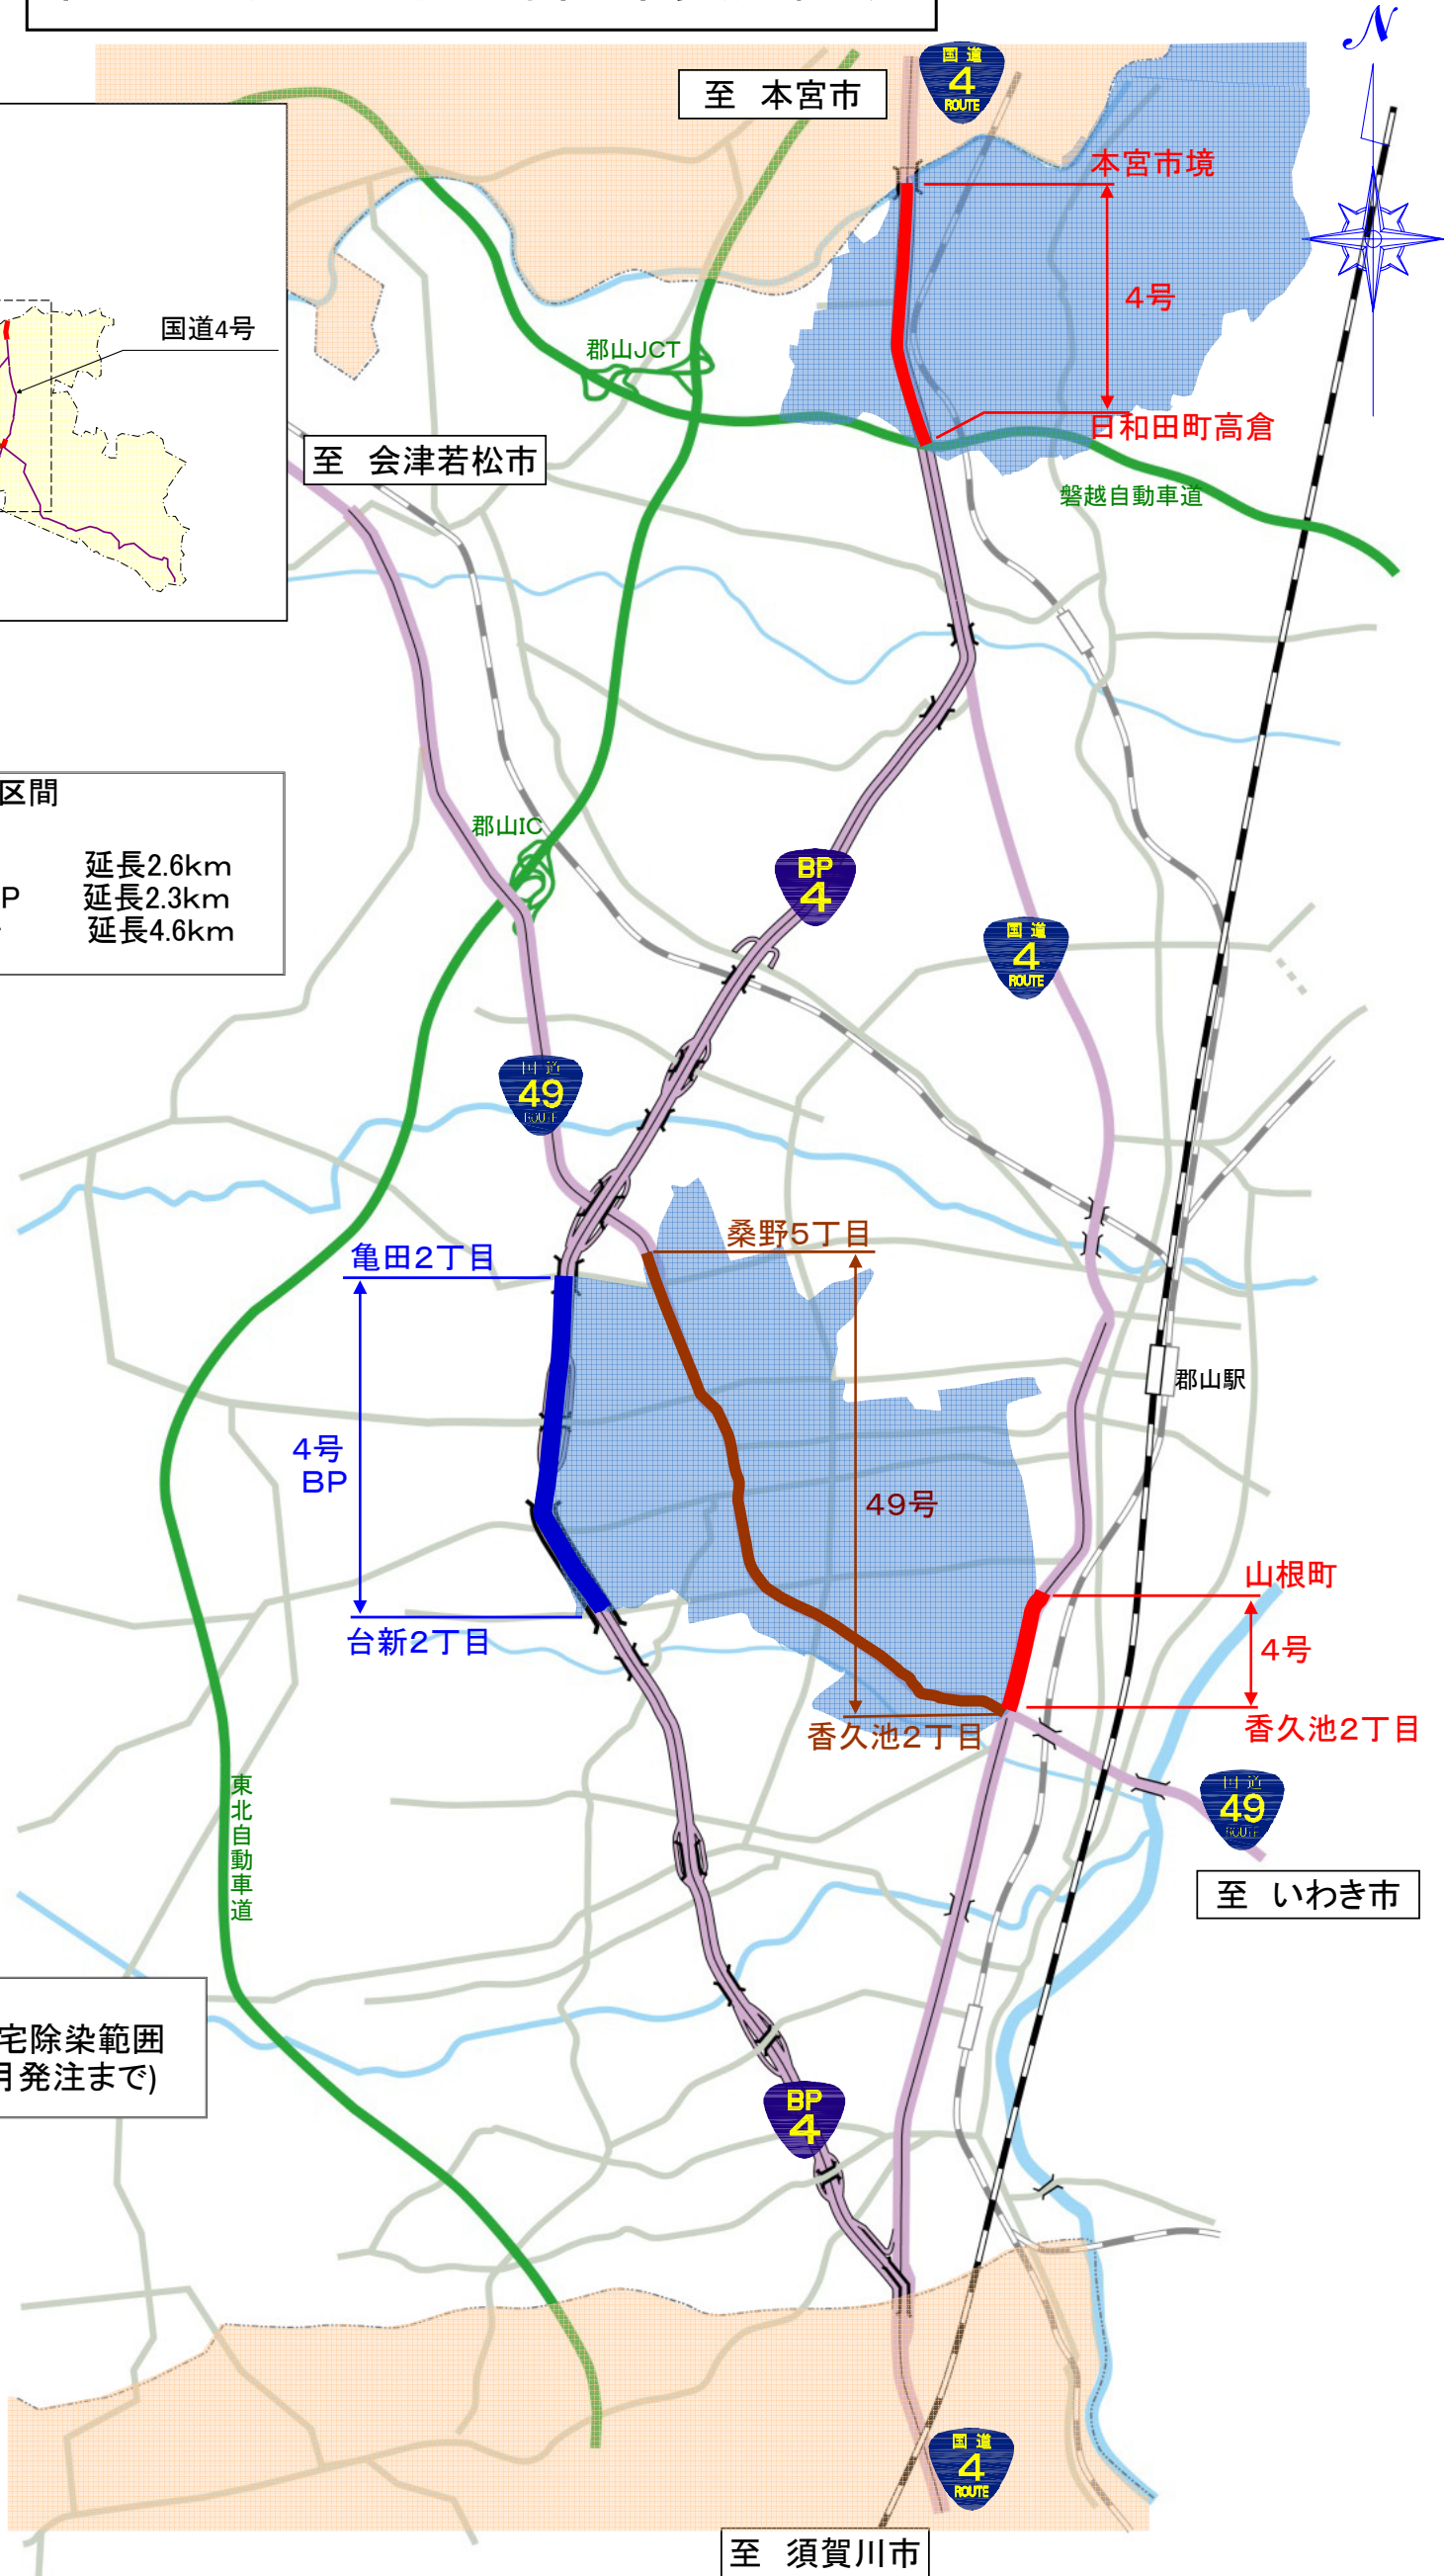 N
国道
4
ROUTE
至 本宮市
本宮市境
4号
国道4号
郡山JCT
日和田町高倉
至 会津若松市
磐越自動車道
区間
延長2.6km
P 延長2.3km
延長4.6km
郡山IC
BP
4
国道
4
ROUTE
国道
49
ROUTE
桑野5丁目
亀田2丁目
郡山駅
4号
BP
49号
山根町
4号
台新2丁目
香久池2丁目
香久池2丁目
東北自動車道
国道
49
ROUTE
至 いわき市
宅除染範囲
月発注まで)
BP
4
国道
4
ROUTE
至 須賀川市